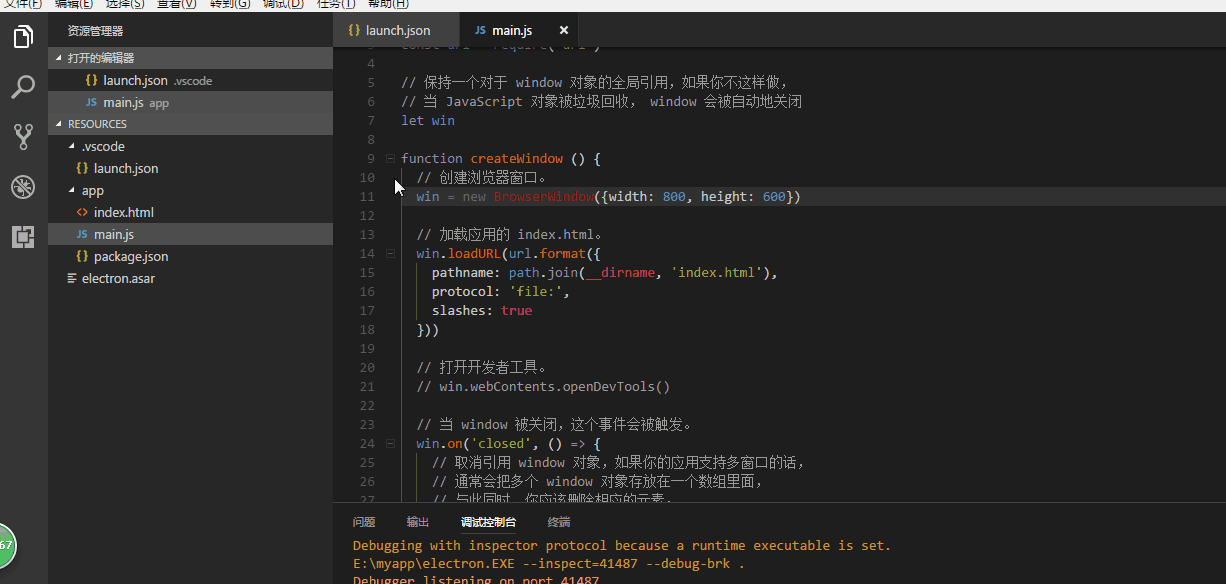 文件(F) 编辑(E) 选择(S) 查看(V) 转到(G) 调试(D) 任务(T) 帮助(H)
资源管理器
打开的编辑器
{} launch.json .vscode
JS main.js app
RESOURCES
.vscode
{} launch.json
app
<> index.html
JS main.js
{} package.json
electron.asar
{} launch.json JS main.js ×
4
5 // 保持一个对于 window 对象的全局引用，如果你不这样做，
6 // 当 JavaScript 对象被垃圾回收， window 会被自动地关闭
7 let win
8
9 function createWindow () {
10 // 创建浏览器窗口。
11 win = new BrowserWindow({width: 800, height: 600})
12
13 // 加载应用的 index.html。
14 win.loadURL(url.format({
15 pathname: path.join(__dirname, 'index.html'),
16 protocol: 'file:',
17 slashes: true
18 }))
19
20 // 打开开发者工具。
21 // win.webContents.openDevTools()
22
23 // 当 window 被关闭，这个事件会被触发。
24 win.on('closed', () => {
25 // 取消引用 window 对象，如果你的应用支持多窗口的话，
26 // 通常会把多个 window 对象存放在一个数组里面，
27 // 与此同时，你应该删除相应的元素。
问题 输出 调试控制台 终端
Debugging with inspector protocol because a runtime executable is set.
E:\myapp\electron.EXE --inspect=41487 --debug-brk .
Debugger listening on port 41487
67